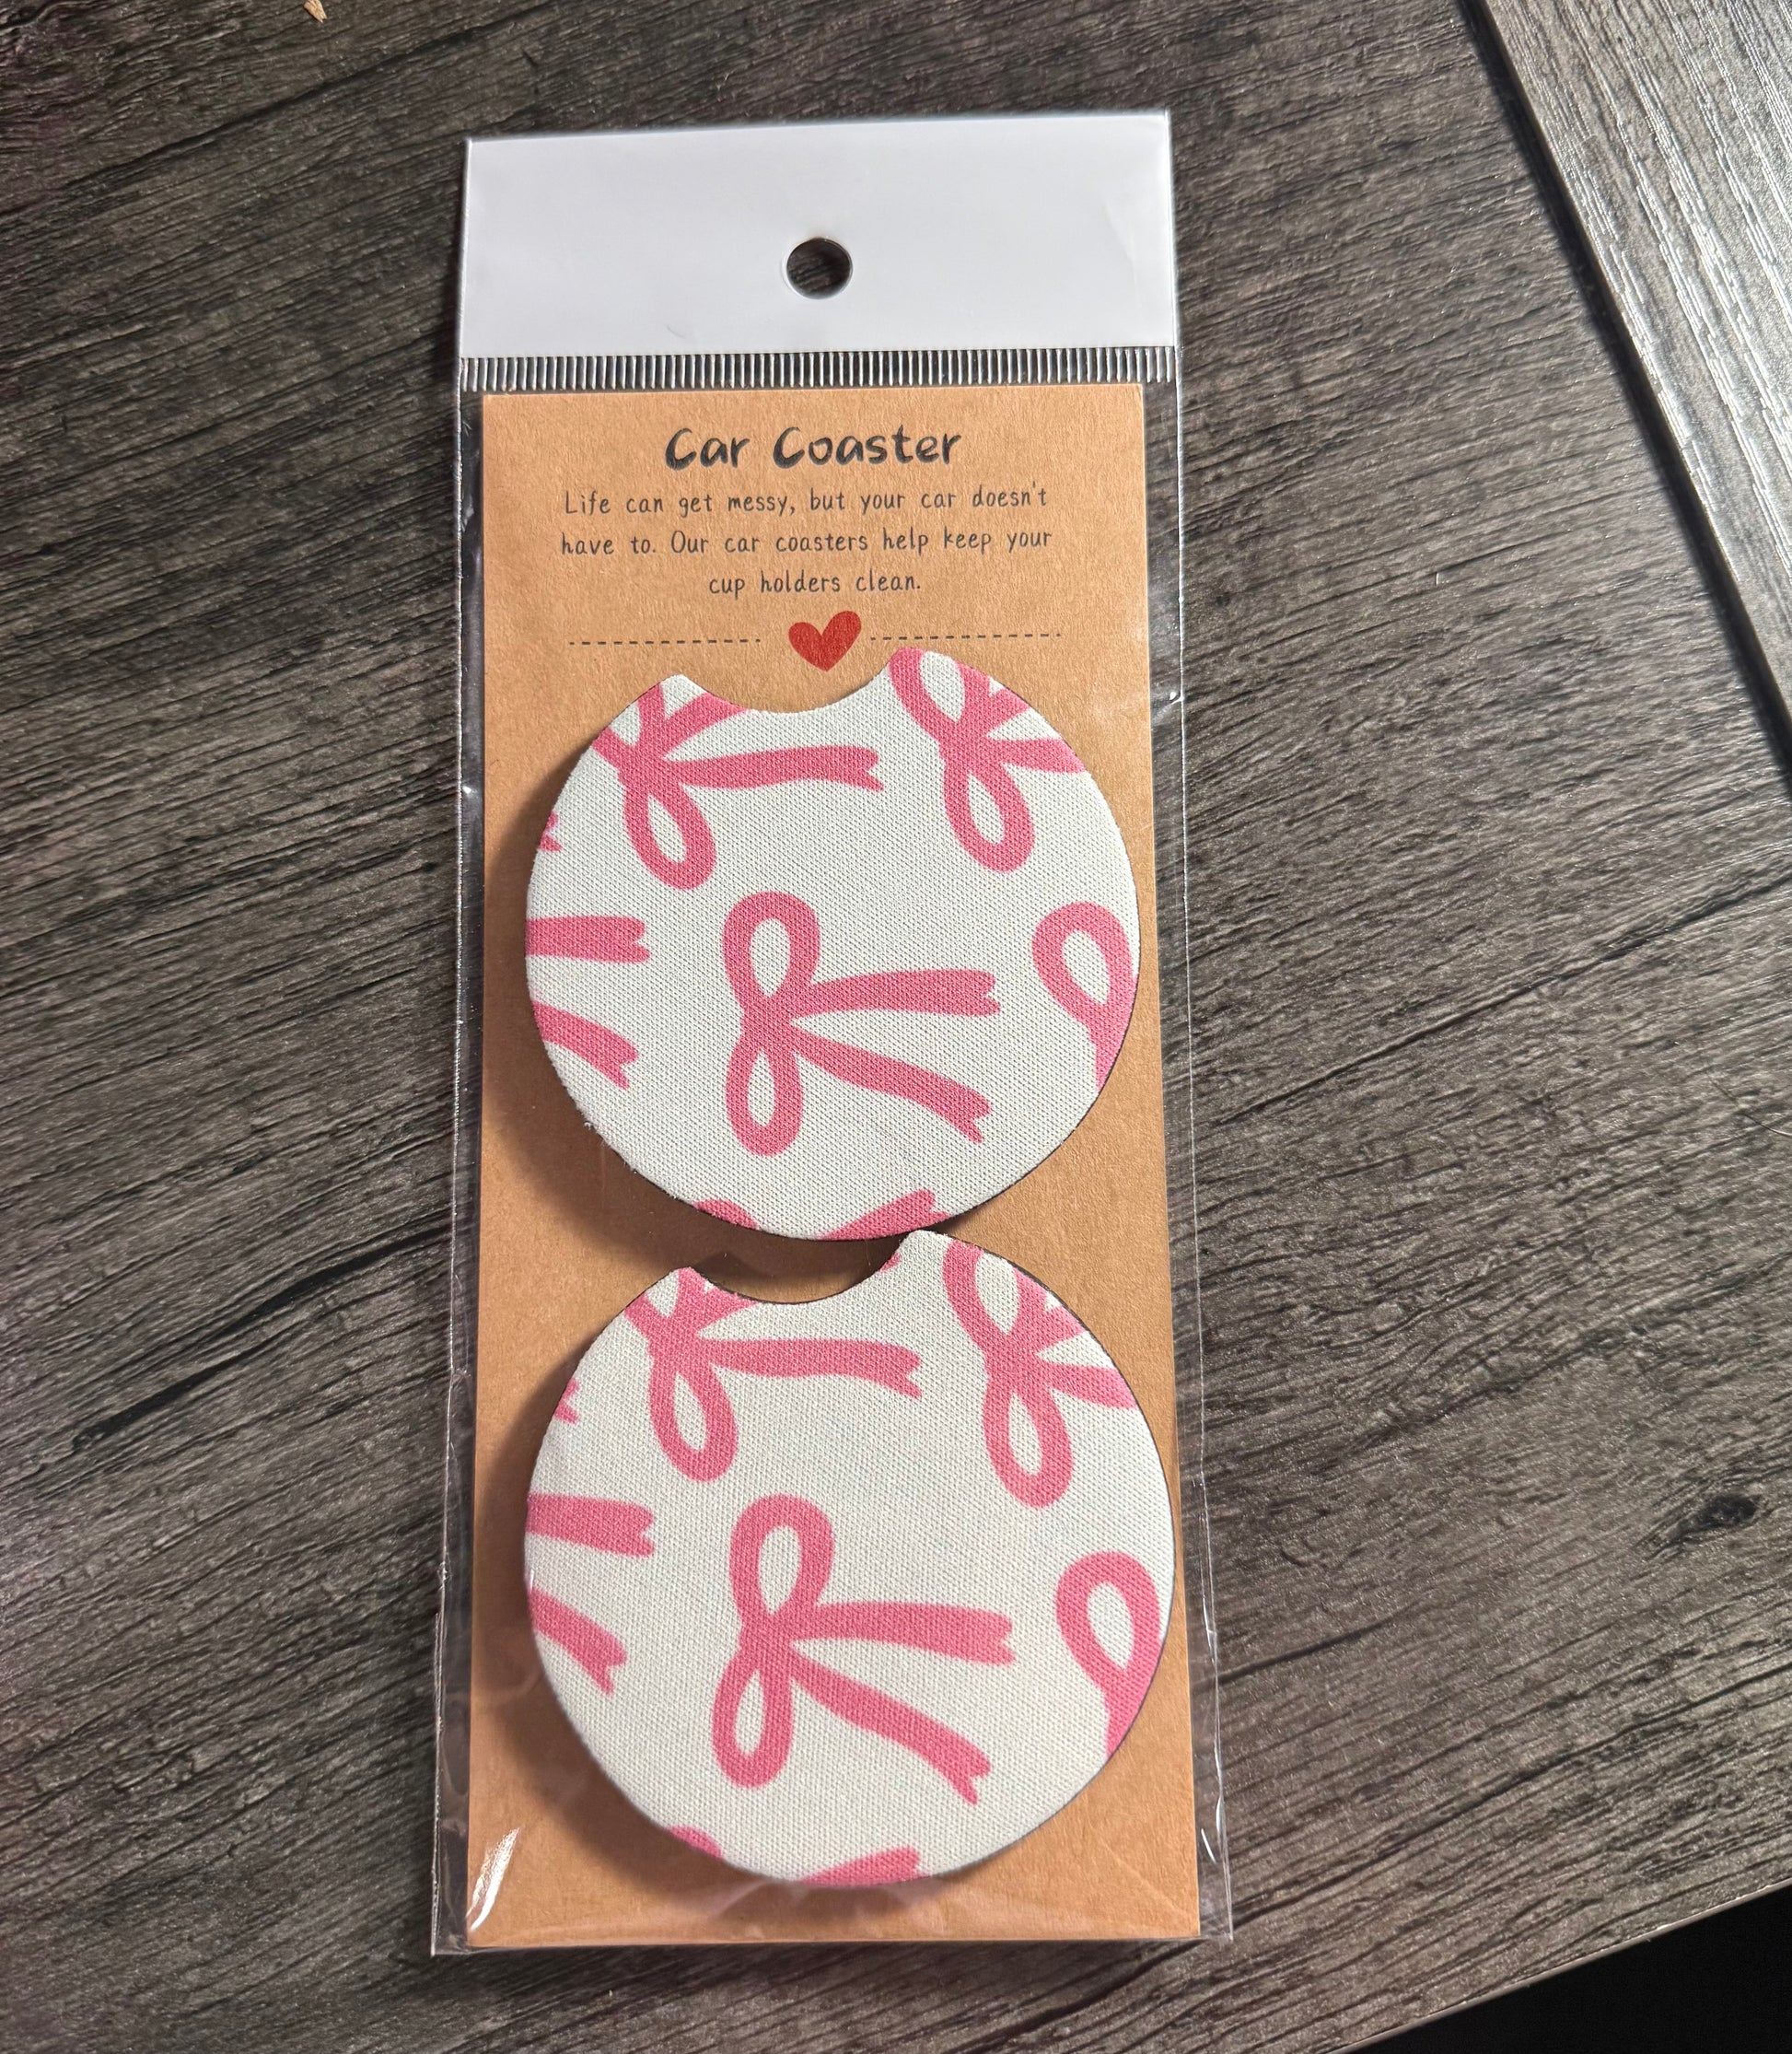 Car Coaster
Life can get messy, but your car doesn't
have to. Our car coasters help keep your
cup holders clean.